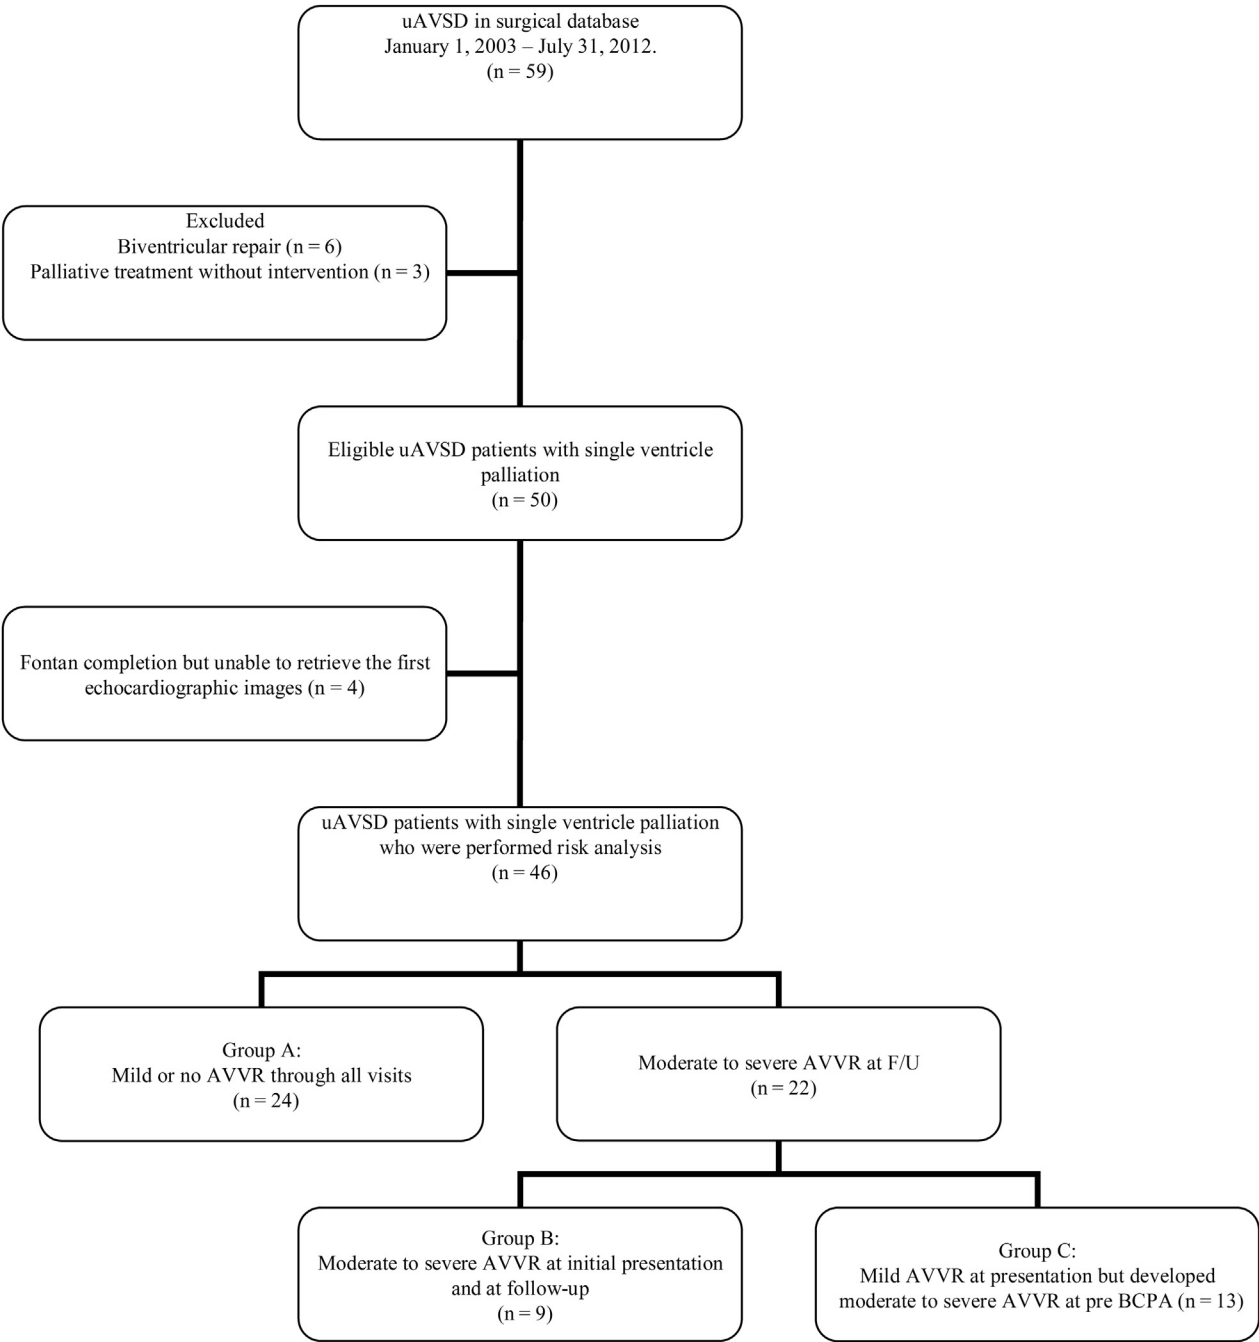 uAVSD in surgical database
January 1, 2003 – July 31, 2012.
(n = 59)
Excluded
Biventricular repair (n = 6)
Palliative treatment without intervention (n = 3)
Eligible uAVSD patients with single ventricle
palliation
(n = 50)
Fontan completion but unable to retrieve the first
echocardiographic images (n = 4)
uAVSD patients with single ventricle palliation
who were performed risk analysis
(n = 46)
Group A:
Mild or no AVVR through all visits
(n = 24)
Moderate to severe AVVR at F/U
(n = 22)
Group B:
Moderate to severe AVVR at initial presentation
and at follow-up
(n = 9)
Group C:
Mild AVVR at presentation but developed
moderate to severe AVVR at pre BCPA (n = 13)